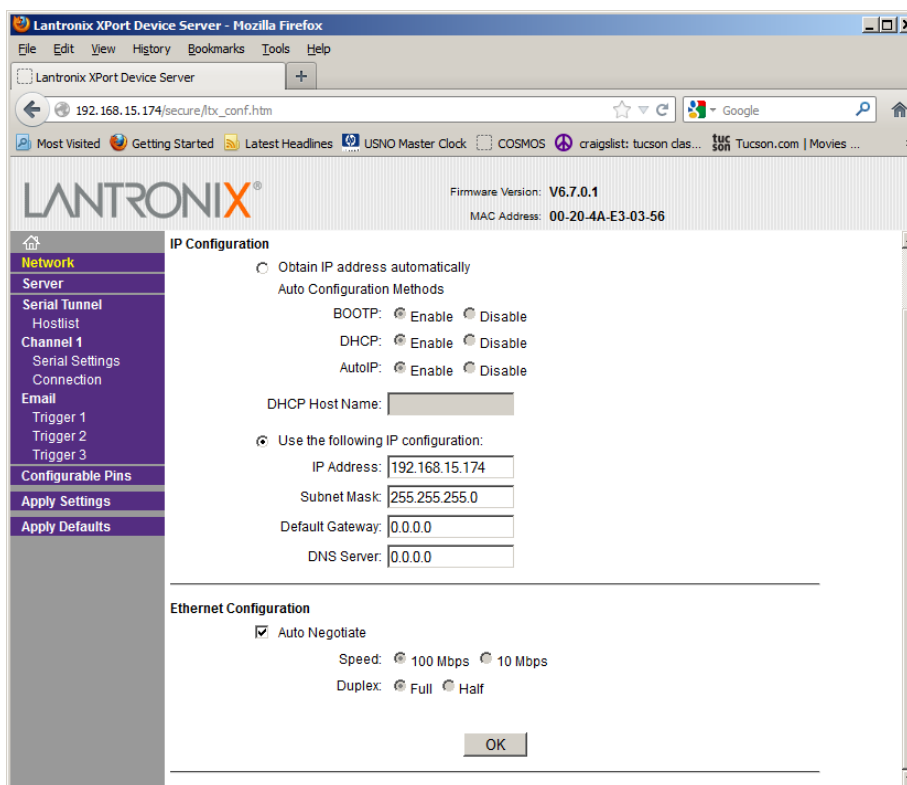 Lantronix XPort Device Server - Mozilla Firefox
File Edit View History Bookmarks Tools Help
Lantronix XPort Device Server +
192.168.15.174/secure/ltx_conf.htm Google
Most Visited Getting Started Latest Headlines USNO Master Clock COSMOS craigslist: tucson clas... tuc son Tucson.com | Movies ...
LANTRONIX®
Firmware Version: V6.7.0.1
MAC Address: 00-20-4A-E3-03-56
Network
Server
Serial Tunnel
Hostlist
Channel 1
Serial Settings
Connection
Email
Trigger 1
Trigger 2
Trigger 3
Configurable Pins
Apply Settings
Apply Defaults
IP Configuration
Obtain IP address automatically
Auto Configuration Methods
BOOTP: Enable Disable
DHCP: Enable Disable
AutoIP: Enable Disable
DHCP Host Name:
Use the following IP configuration:
IP Address: 192.168.15.174
Subnet Mask: 255.255.255.0
Default Gateway: 0.0.0.0
DNS Server: 0.0.0.0
Ethernet Configuration
Auto Negotiate
Speed: 100 Mbps 10 Mbps
Duplex: Full Half
OK